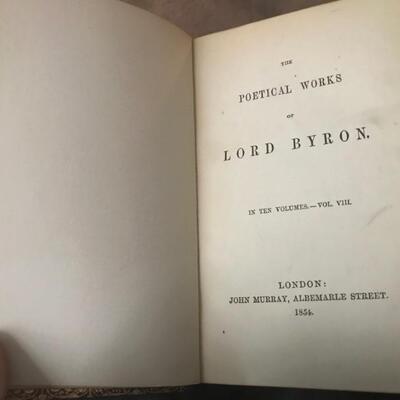 THE
POETICAL WORKS
OF
LORD BYRON.
IN TEN VOLUMES.—VOL. VIII.
LONDON:
JOHN MURRAY, ALBEMARLE STREET.
1854.